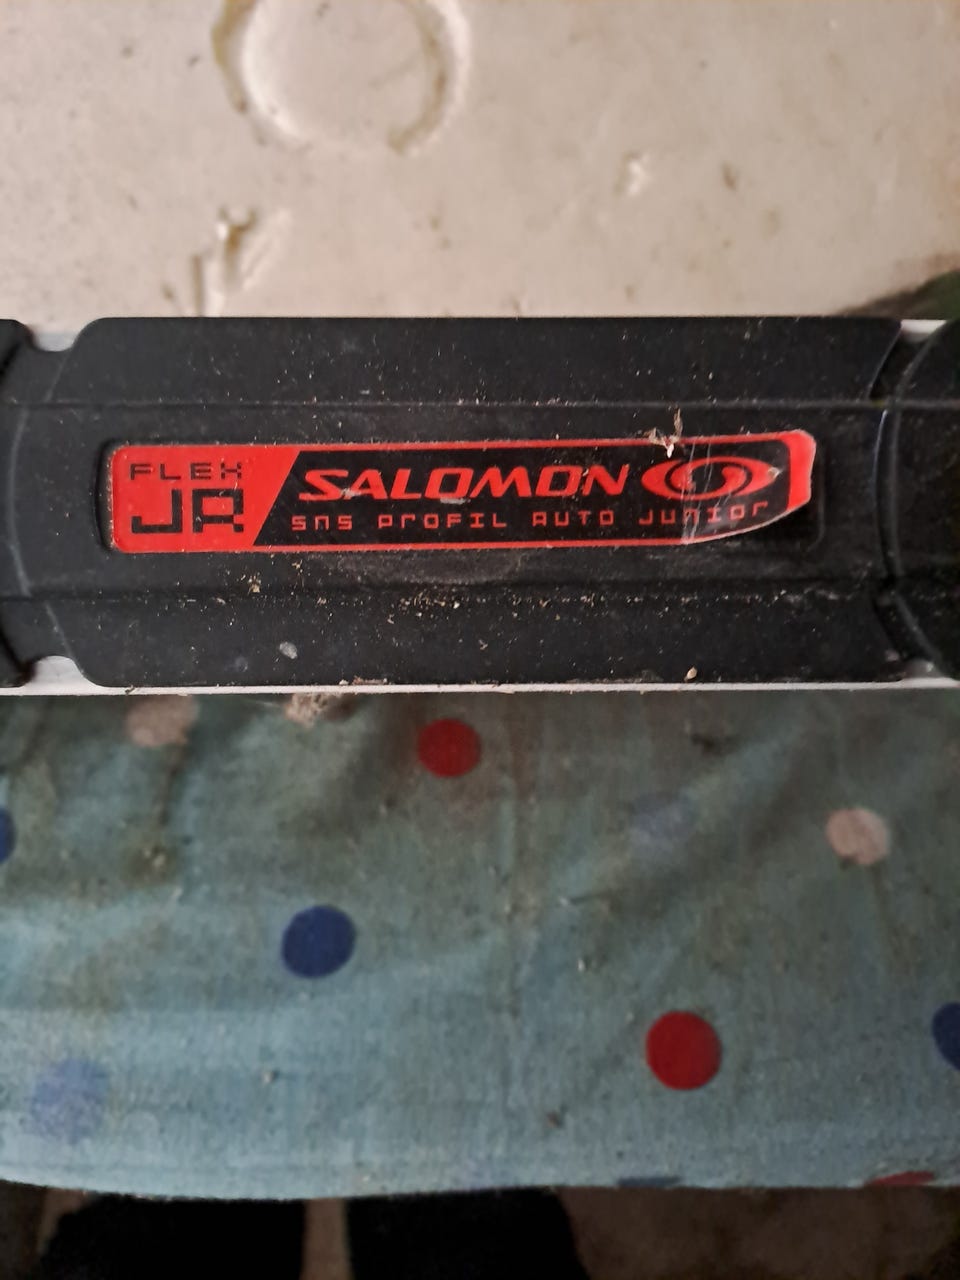 FLEX
JR
SALOMON
SNS PROFIL AUTO JUNIOR